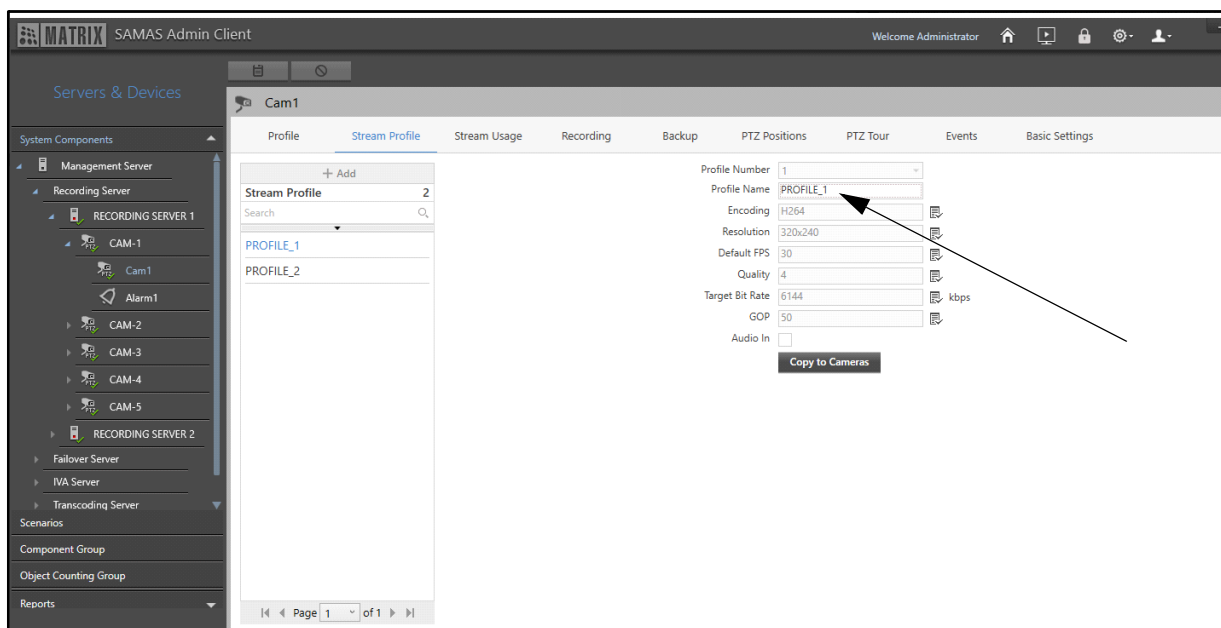 MATRIX SAMAS Admin Client Welcome Administrator
Servers & Devices
System Components
Management Server
Recording Server
RECORDING SERVER 1
CAM-1
Cam1
Alarm1
CAM-2
CAM-3
CAM-4
CAM-5
RECORDING SERVER 2
Failover Server
IVA Server
Transcoding Server
Scenarios
Component Group
Object Counting Group
Reports
Cam1
Profile Stream Profile Stream Usage Recording Backup PTZ Positions PTZ Tour Events Basic Settings
+ Add
Stream Profile 2
Search
PROFILE_1
PROFILE_2
Page 1 of 1
Profile Number 1
Profile Name PROFILE_1
Encoding H264
Resolution 320x240
Default FPS 30
Quality 4
Target Bit Rate 6144 kbps
GOP 50
Audio In
Copy to Cameras